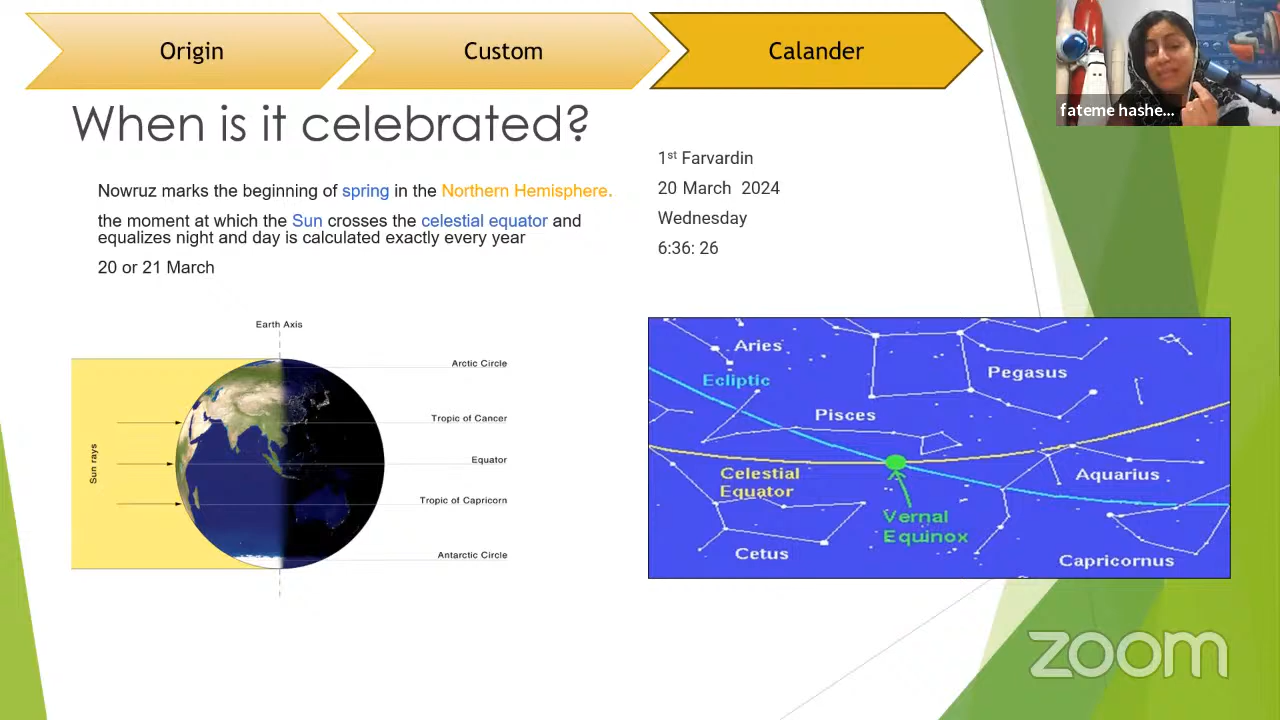 Origin
Custom
Calander
fateme hashe...
When is it celebrated?
Nowruz marks the beginning of spring in the Northern Hemisphere.
the moment at which the Sun crosses the celestial equator and
equalizes night and day is calculated exactly every year
20 or 21 March
1st Farvardin
20 March 2024
Wednesday
6:36: 26
Earth Axis
Arctic Circle
Tropic of Cancer
Equator
Tropic of Capricorn
Antarctic Circle
Sun rays
Aries
Ecliptic
Pegasus
Pisces
Celestial
Equator
Aquarius
Vernal
Equinox
Cetus
Capricornus
zoom